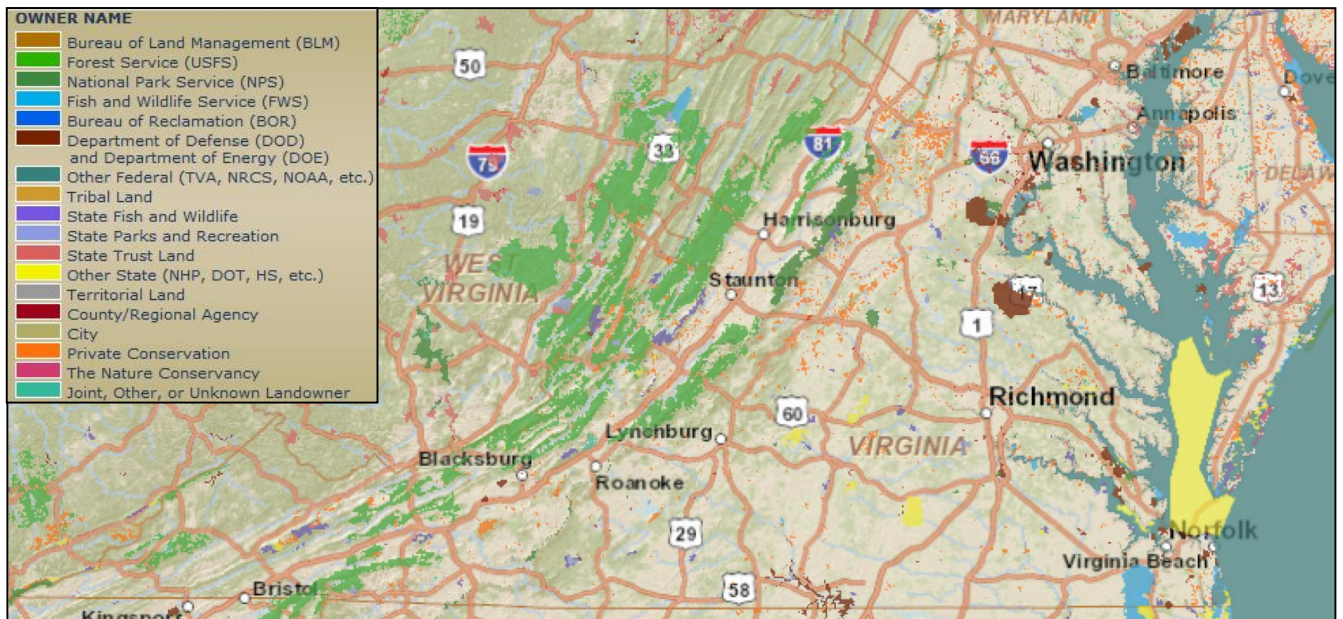 OWNER NAME
Bureau of Land Management (BLM)
Forest Service (USFS)
National Park Service (NPS)
Fish and Wildlife Service (FWS)
Bureau of Reclamation (BOR)
Department of Defense (DOD)
and Department of Energy (DOE)
Other Federal (TVA, NRCS, NOAA, etc.)
Tribal Land
State Fish and Wildlife
State Parks and Recreation
State Trust Land
Other State (NHP, DOT, HS, etc.)
Territorial Land
County/Regional Agency
City
Private Conservation
The Nature Conservancy
Joint, Other, or Unknown Landowner
MARYLAND
50
Baltimore
Dove
Annapolis
33
81
79
66
Washington
DELAW
19
Harrisonburg
WEST
VIRGINIA
Staunton
17
13
1
Richmond
60
Lynchburg
VIRGINIA
Blacksburg
Roanoke
29
Norfolk
Virginia Beach
58
Bristol
Kingsport